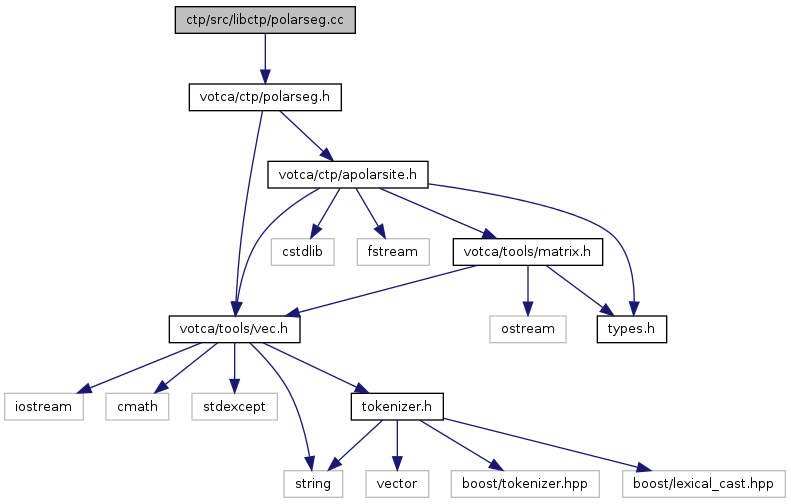 ctp/src/libctp/polarseg.cc
votca/ctp/polarseg.h
votca/ctp/apolarsite.h
cstdlib
fstream
votca/tools/matrix.h
votca/tools/vec.h
ostream
types.h
iostream
cmath
stdexcept
tokenizer.h
string
vector
boost/tokenizer.hpp
boost/lexical_cast.hpp